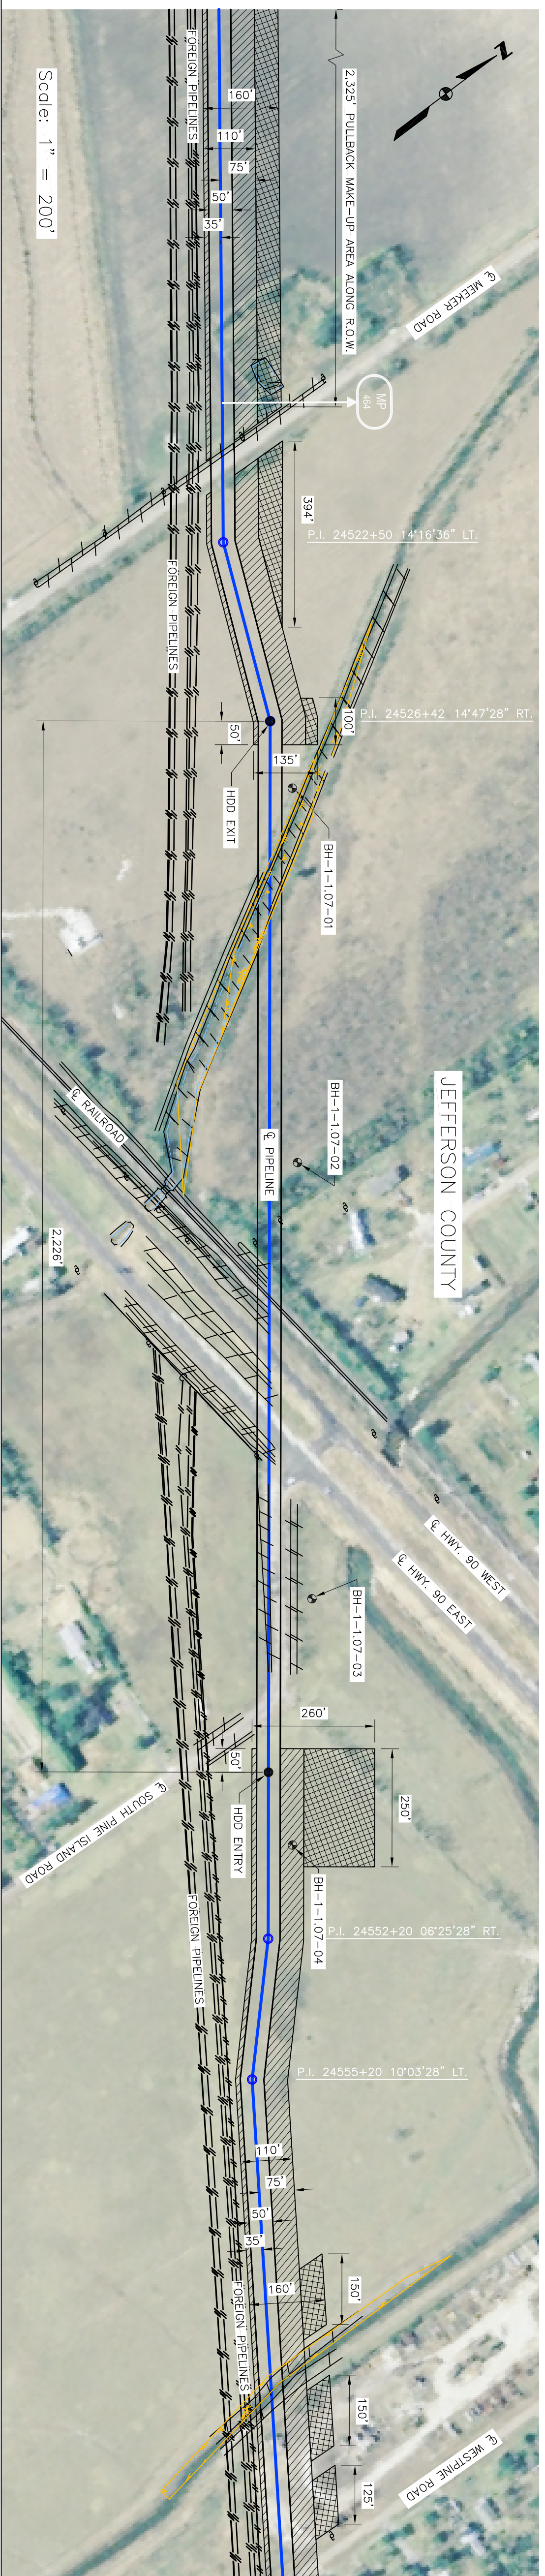 Z
FOREIGN PIPELINES
160'
110'
75'
50'
35'
2,325' PULLBACK MAKE-UP AREA ALONG R.O.W.
Scale: 1" = 200'
℄ MEEKER ROAD
MP
464
394'
P.I. 24522+50 14°16'36" LT.
FOREIGN PIPELINES
100'
P.I. 24526+42 14°47'28" RT.
50'
135'
HDD EXIT
BH-1-1.07-01
JEFFERSON COUNTY
℄ RAILROAD
BH-1-1.07-02
℄ PIPELINE
2,226'
℄ HWY. 90 WEST
℄ HWY. 90 EAST
BH-1-1.07-03
260'
50'
250'
℄ SOUTH PINE ISLAND ROAD
HDD ENTRY
BH-1-1.07-04
FOREIGN PIPELINES
P.I. 24552+20 06°25'28" RT.
P.I. 24555+20 10°03'28" LT.
110'
75'
50'
35'
160'
150'
FOREIGN PIPELINES
150'
125'
℄ WESTPINE ROAD